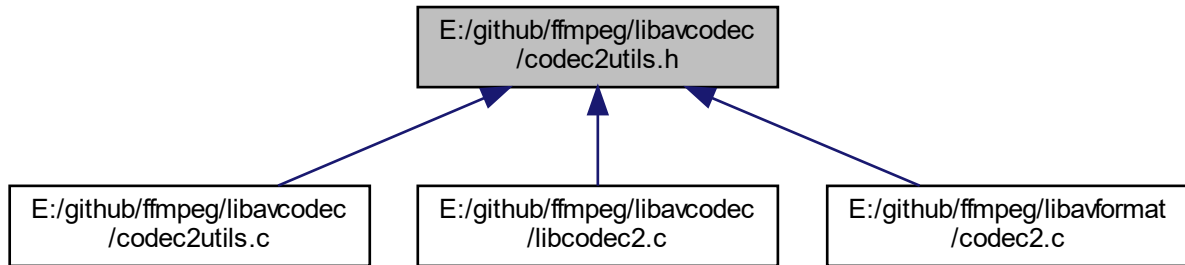 E:/github/ffmpeg/libavcodec
/codec2utils.h
E:/github/ffmpeg/libavcodec
/codec2utils.c
E:/github/ffmpeg/libavcodec
/libcodec2.c
E:/github/ffmpeg/libavformat
/codec2.c